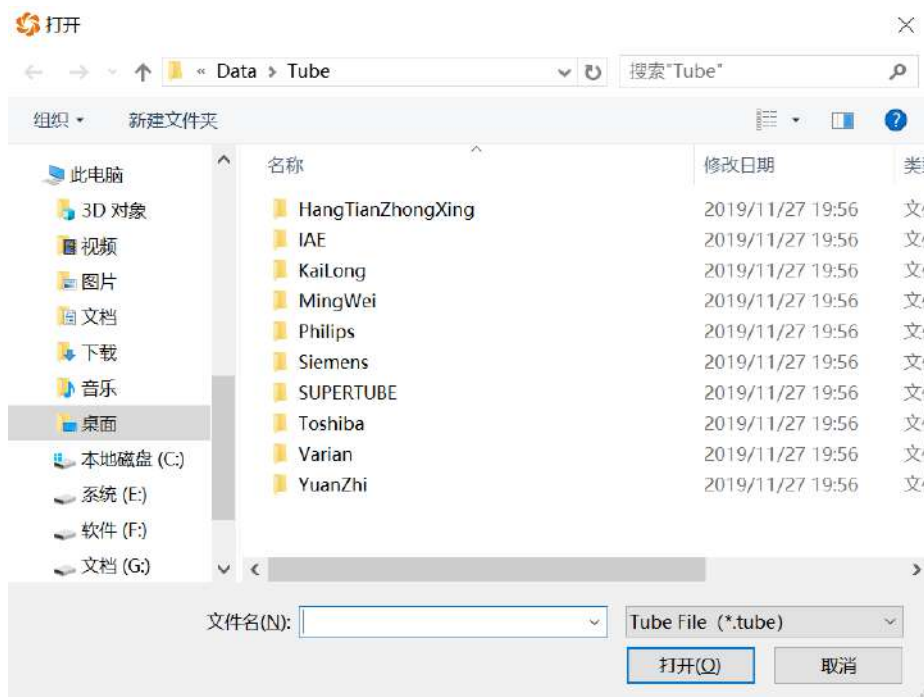 打开
« Data › Tube
搜索"Tube"
组织
新建文件夹
?
此电脑
3D 对象
视频
图片
文档
下载
音乐
桌面
本地磁盘 (C:)
系统 (E:)
软件 (F:)
文档 (G:)
名称 修改日期
HangTianZhongXing 2019/11/27 19:56
IAE 2019/11/27 19:56
KaiLong 2019/11/27 19:56
MingWei 2019/11/27 19:56
Philips 2019/11/27 19:56
Siemens 2019/11/27 19:56
SUPERTUBE 2019/11/27 19:56
Toshiba 2019/11/27 19:56
Varian 2019/11/27 19:56
YuanZhi 2019/11/27 19:56
文件名(N):
Tube File (*.tube)
打开(O)
取消